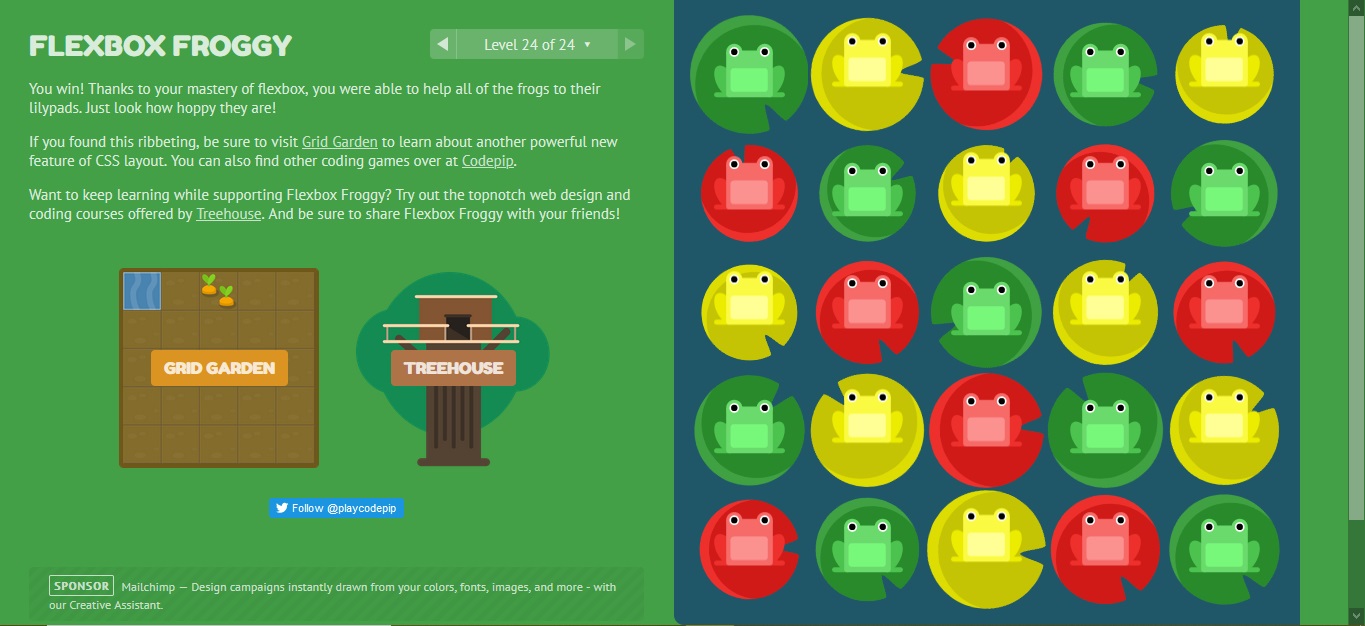 FLEXBOX FROGGY
Level 24 of 24
You win! Thanks to your mastery of flexbox, you were able to help all of the frogs to their
lilypads. Just look how hoppy they are!
If you found this ribbeting, be sure to visit Grid Garden to learn about another powerful new
feature of CSS layout. You can also find other coding games over at Codepip.
Want to keep learning while supporting Flexbox Froggy? Try out the topnotch web design and
coding courses offered by Treehouse. And be sure to share Flexbox Froggy with your friends!
GRID GARDEN
TREEHOUSE
Follow @playcodepip
SPONSOR Mailchimp — Design campaigns instantly drawn from your colors, fonts, images, and more - with
our Creative Assistant.